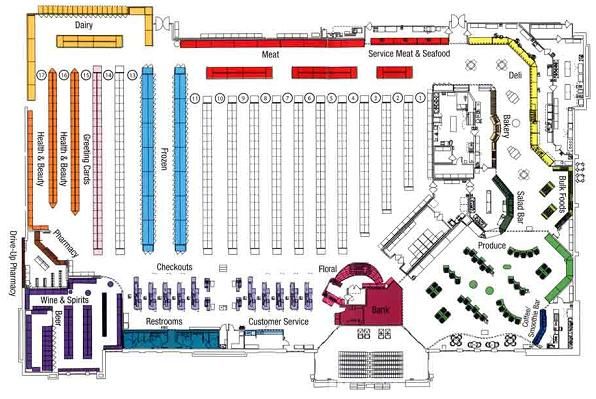 Dairy
Meat
Service Meat & Seafood
Deli
17
16
15
14
13
11
10
9
8
7
6
5
4
3
2
1
Health & Beauty
Health & Beauty
Greeting Cards
Frozen
Bakery
Salad Bar
Bulk Foods
Pharmacy
Drive-Up Pharmacy
Produce
Checkouts
Floral
Wine & Spirits
Beer
Bank
Coffee/
Smoothie Bar
Restrooms
Customer Service